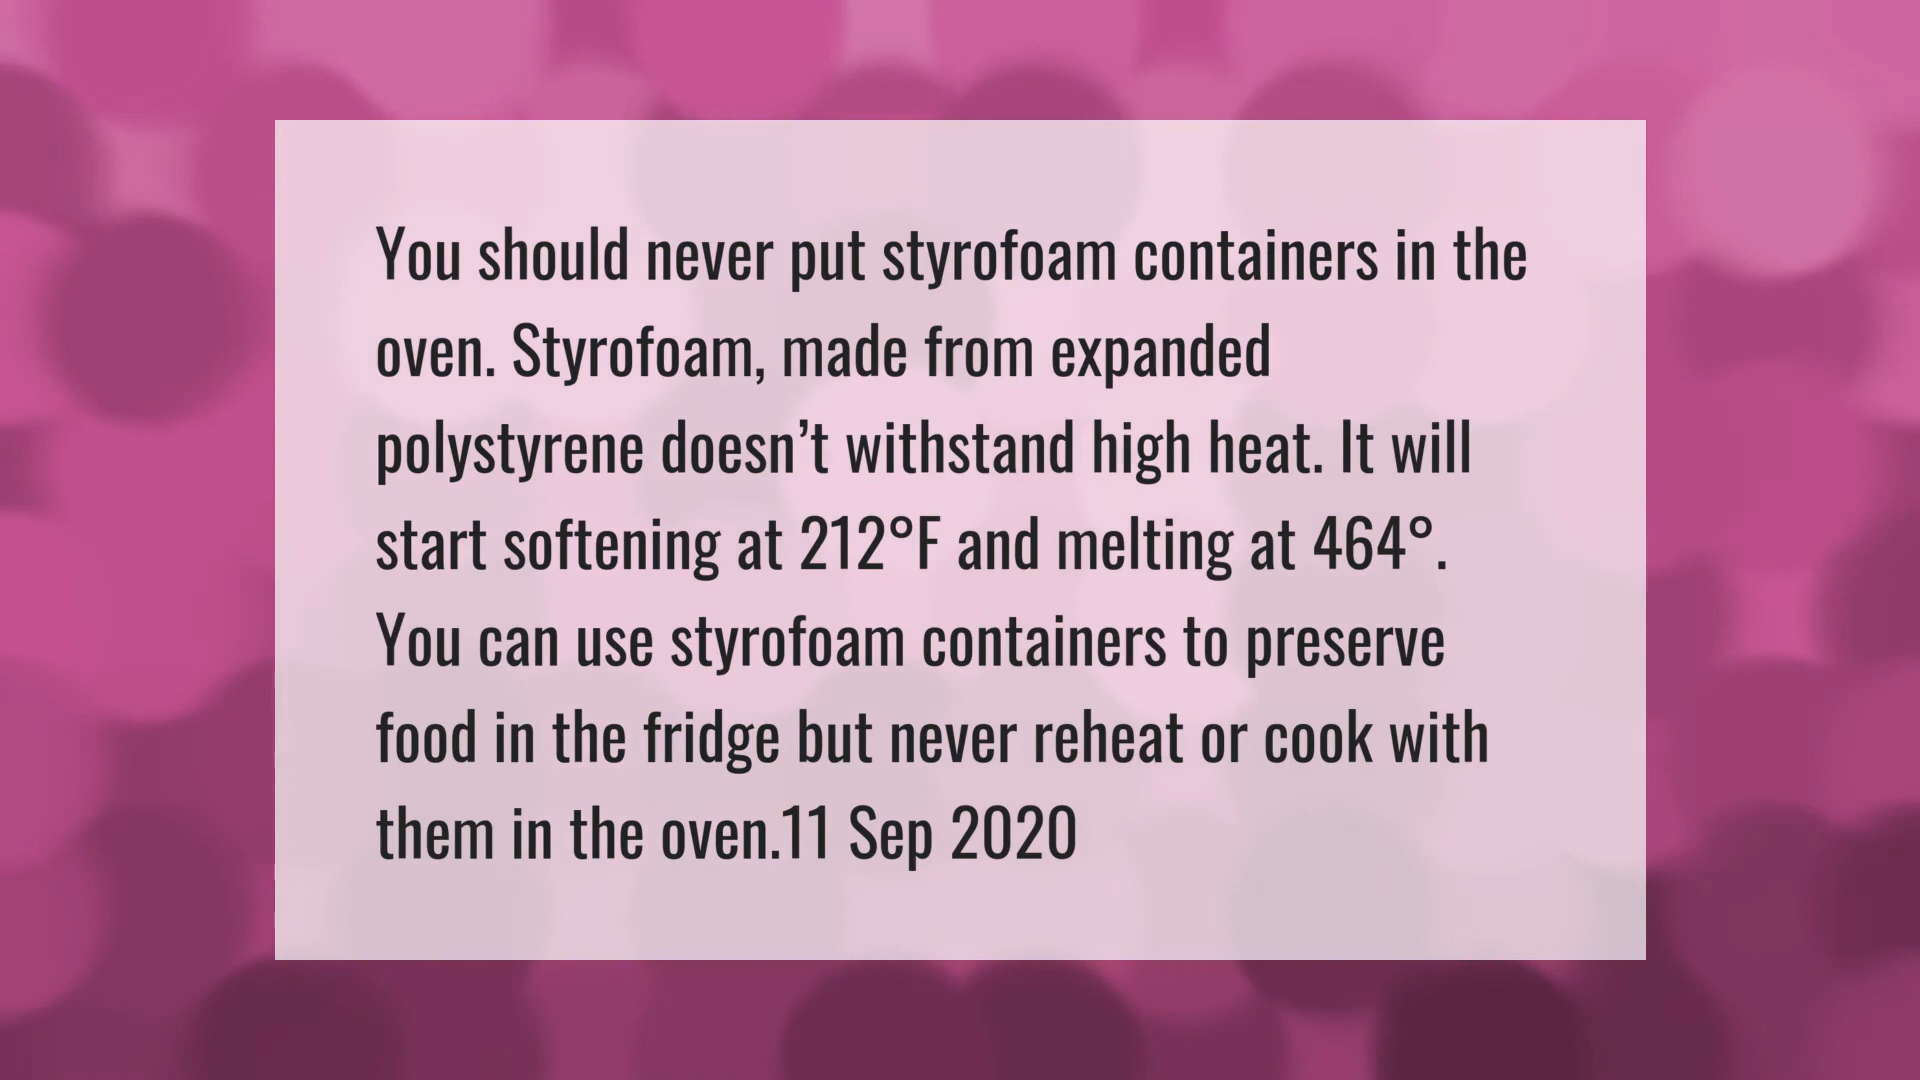 You should never put styrofoam containers in the
oven. Styrofoam, made from expanded
polystyrene doesn’t withstand high heat. It will
start softening at 212°F and melting at 464°.
You can use styrofoam containers to preserve
food in the fridge but never reheat or cook with
them in the oven.11 Sep 2020